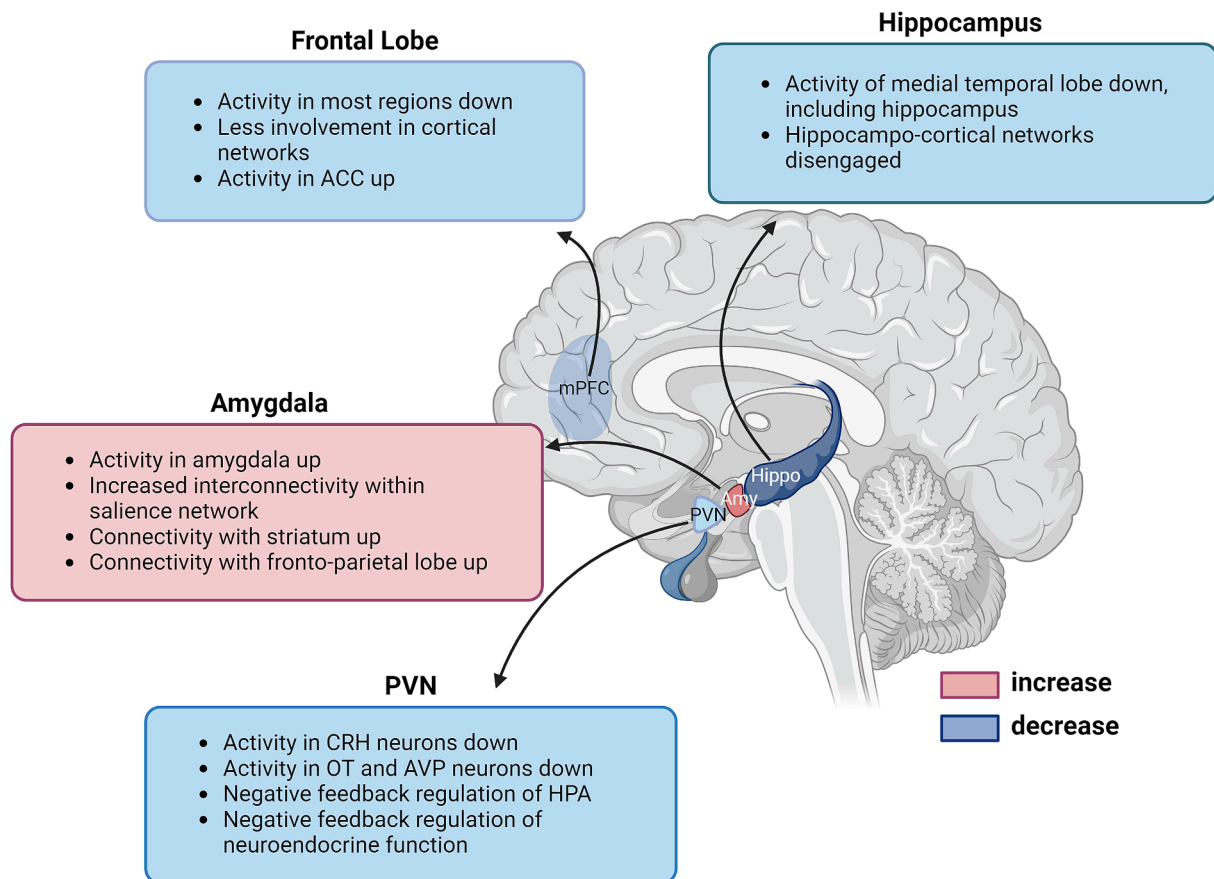 Frontal Lobe
• Activity in most regions down
• Less involvement in cortical
networks
• Activity in ACC up
Hippocampus
• Activity of medial temporal lobe down,
including hippocampus
• Hippocampo-cortical networks
disengaged
mPFC
Amygdala
• Activity in amygdala up
• Increased interconnectivity within
salience network
• Connectivity with striatum up
• Connectivity with fronto-parietal lobe up
Hippo
Amy
PVN
PVN
• Activity in CRH neurons down
• Activity in OT and AVP neurons down
• Negative feedback regulation of HPA
• Negative feedback regulation of
neuroendocrine function
increase
decrease